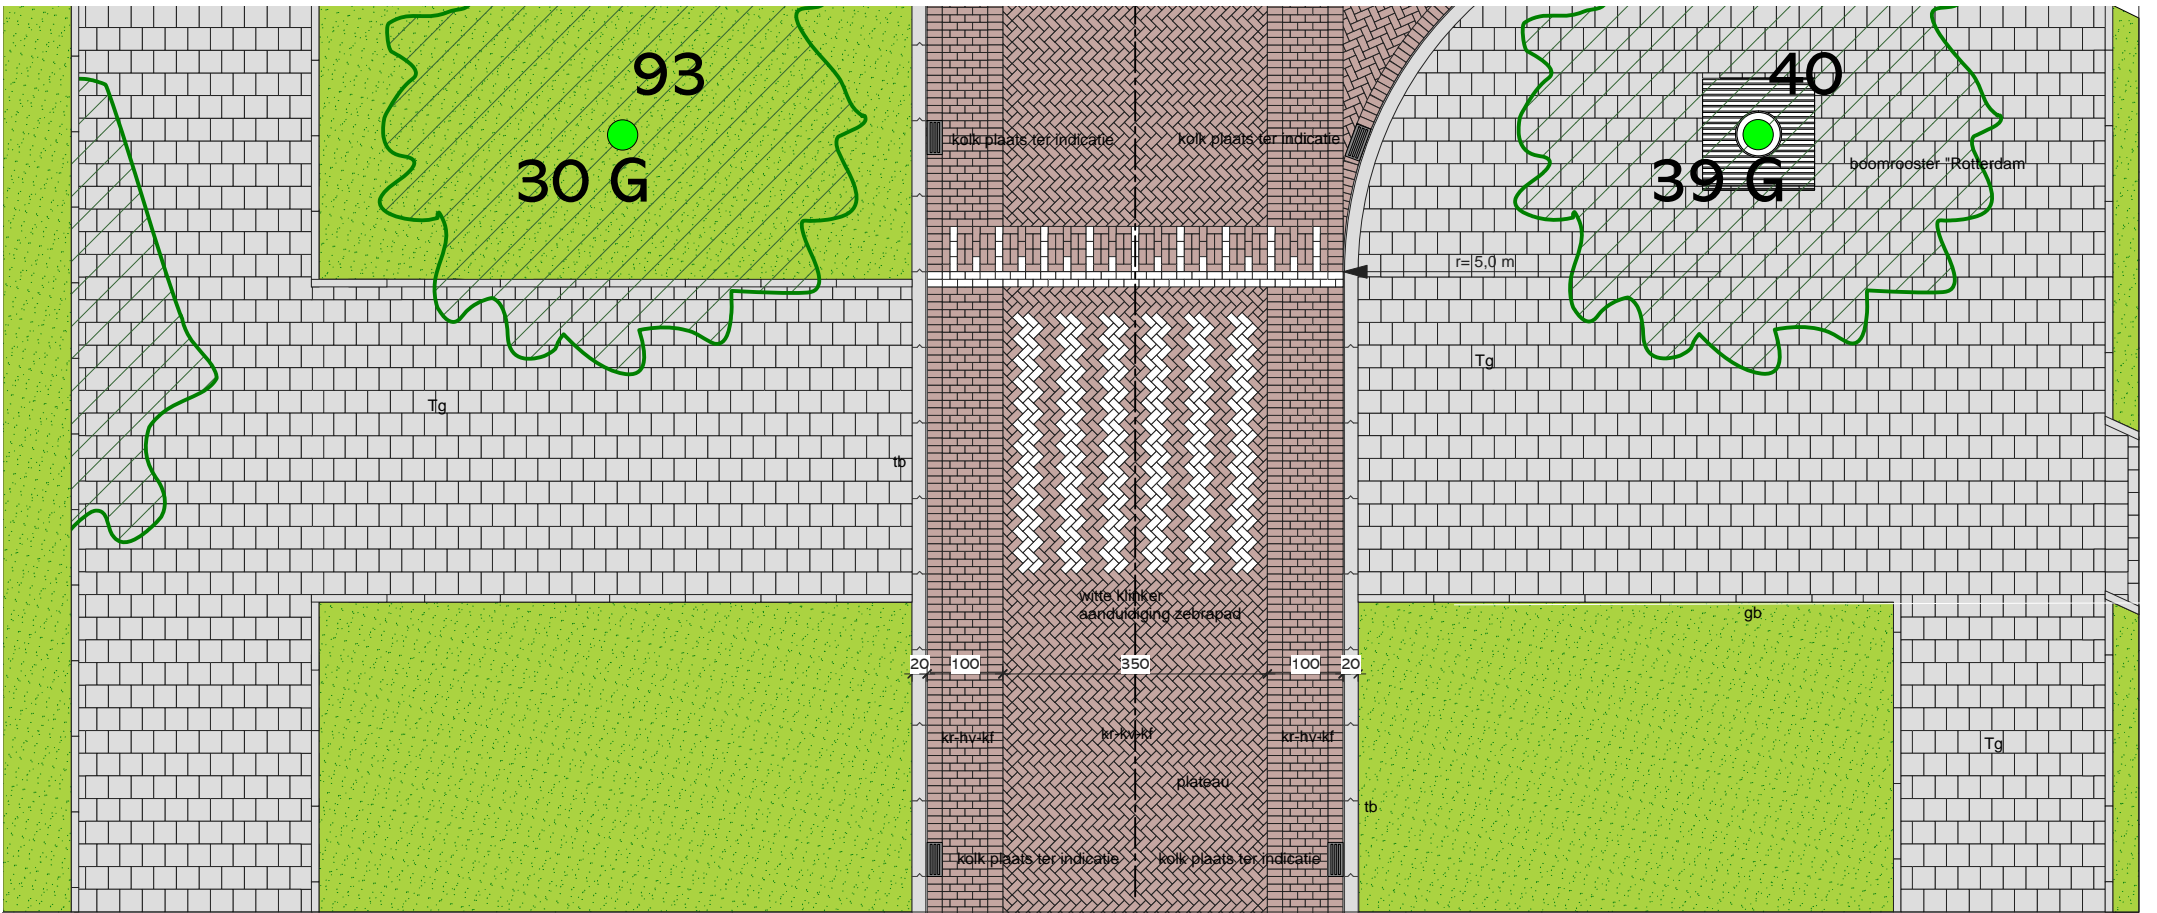 93
40
kolk plaats ter indicatie
kolk plaats ter indicatie
boomrooster "Rotterdam
30 G
39 G
r= 5,0 m
Tg
Tg
tb
witte klinker
aanduidiging zebrapad
gb
20 100 350 100 20
kr-hv-kf
kr-kv-kf
kr-hv-kf
Tg
plateau
tb
kolk plaats ter indicatie
kolk plaats ter indicatie